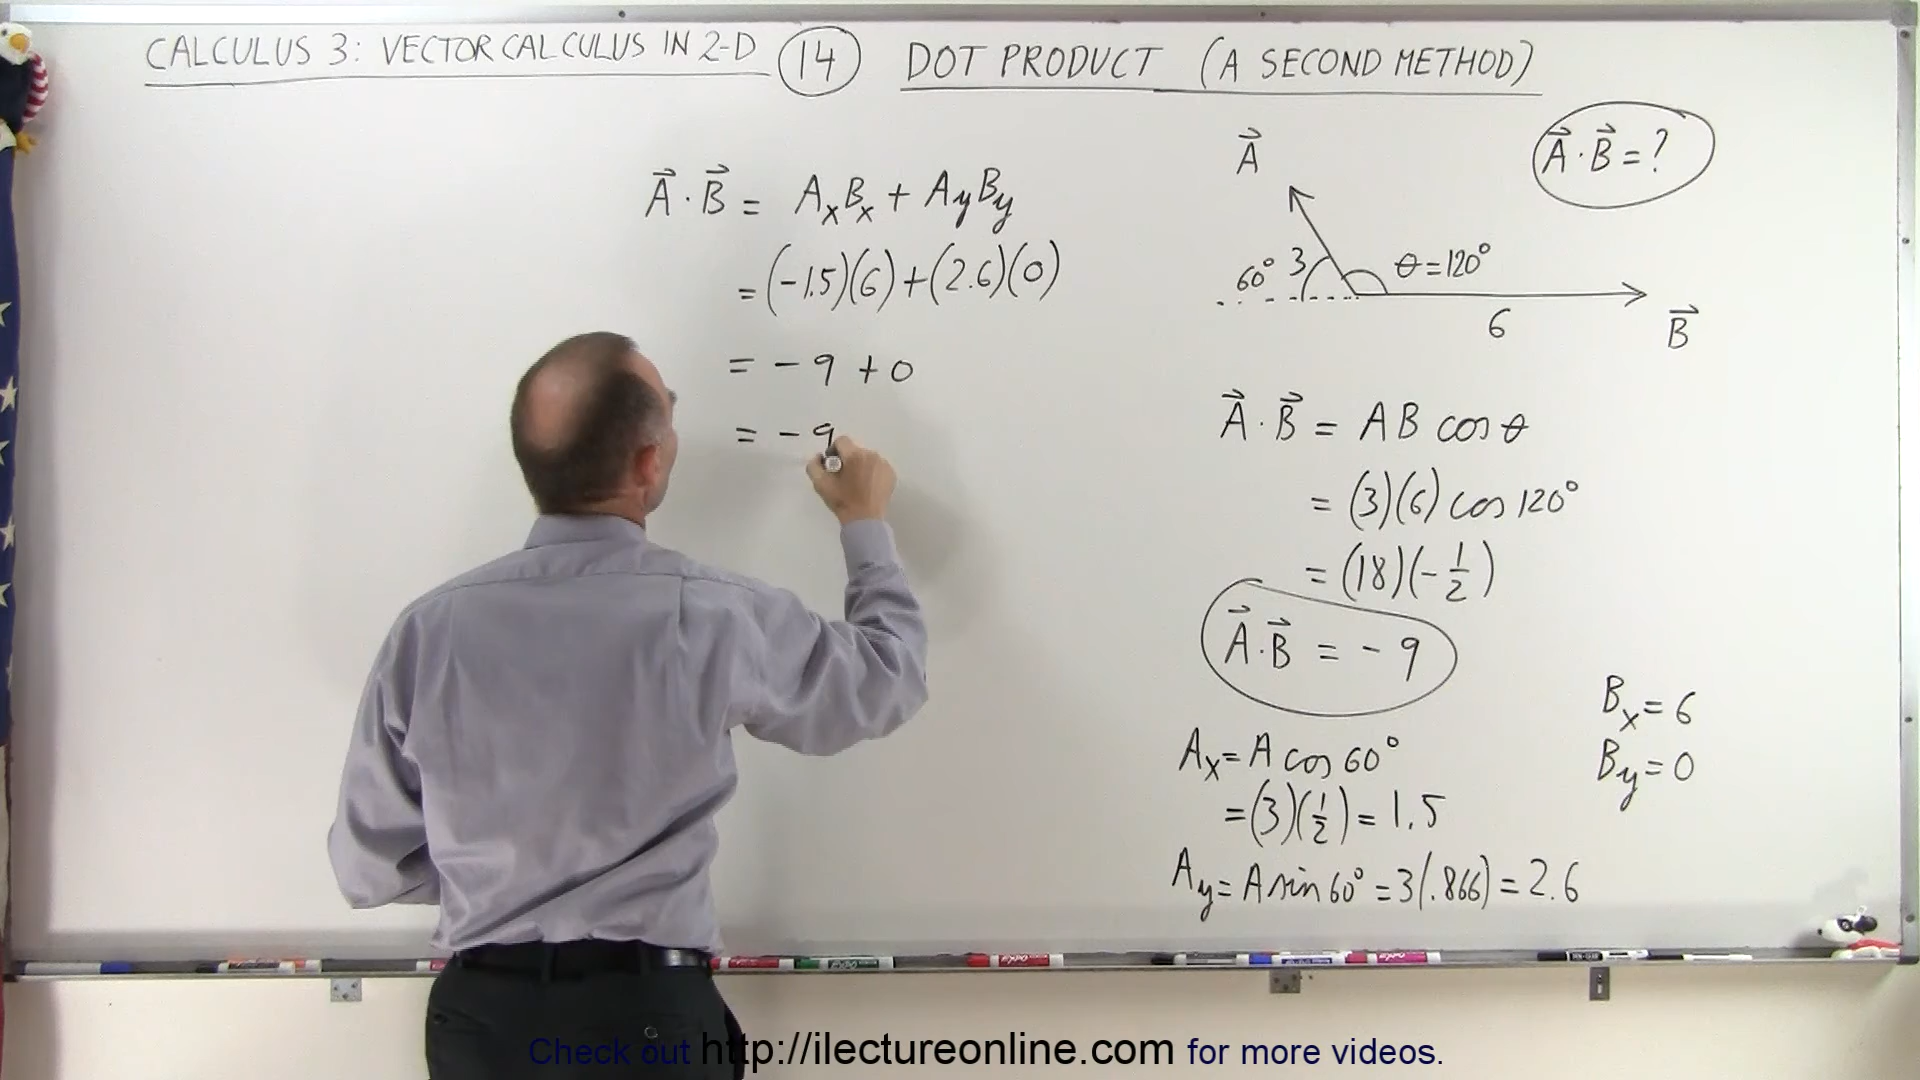 CALCULUS 3: VECTOR CALCULUS IN 2-D 14 DOT PRODUCT (A SECOND METHOD)
A⃗ · B⃗ = AₓBₓ + AyBy
= (-1.5)(6)+(2.6)(0)
= - 9 + 0
= - 9
A⃗
A⃗ · B⃗ = ?
60° 3 θ=120°
6
B⃗
A⃗ · B⃗ = AB cos θ
= (3)(6) cos 120°
= (18)(-1/2)
A⃗ · B⃗ = - 9
Bₓ = 6
By = 0
Aₓ = A cos 60°
= (3)(1/2) = 1.5
Ay = A sin 60° = 3(.866) = 2.6
Check out http://ilectureonline.com for more videos.